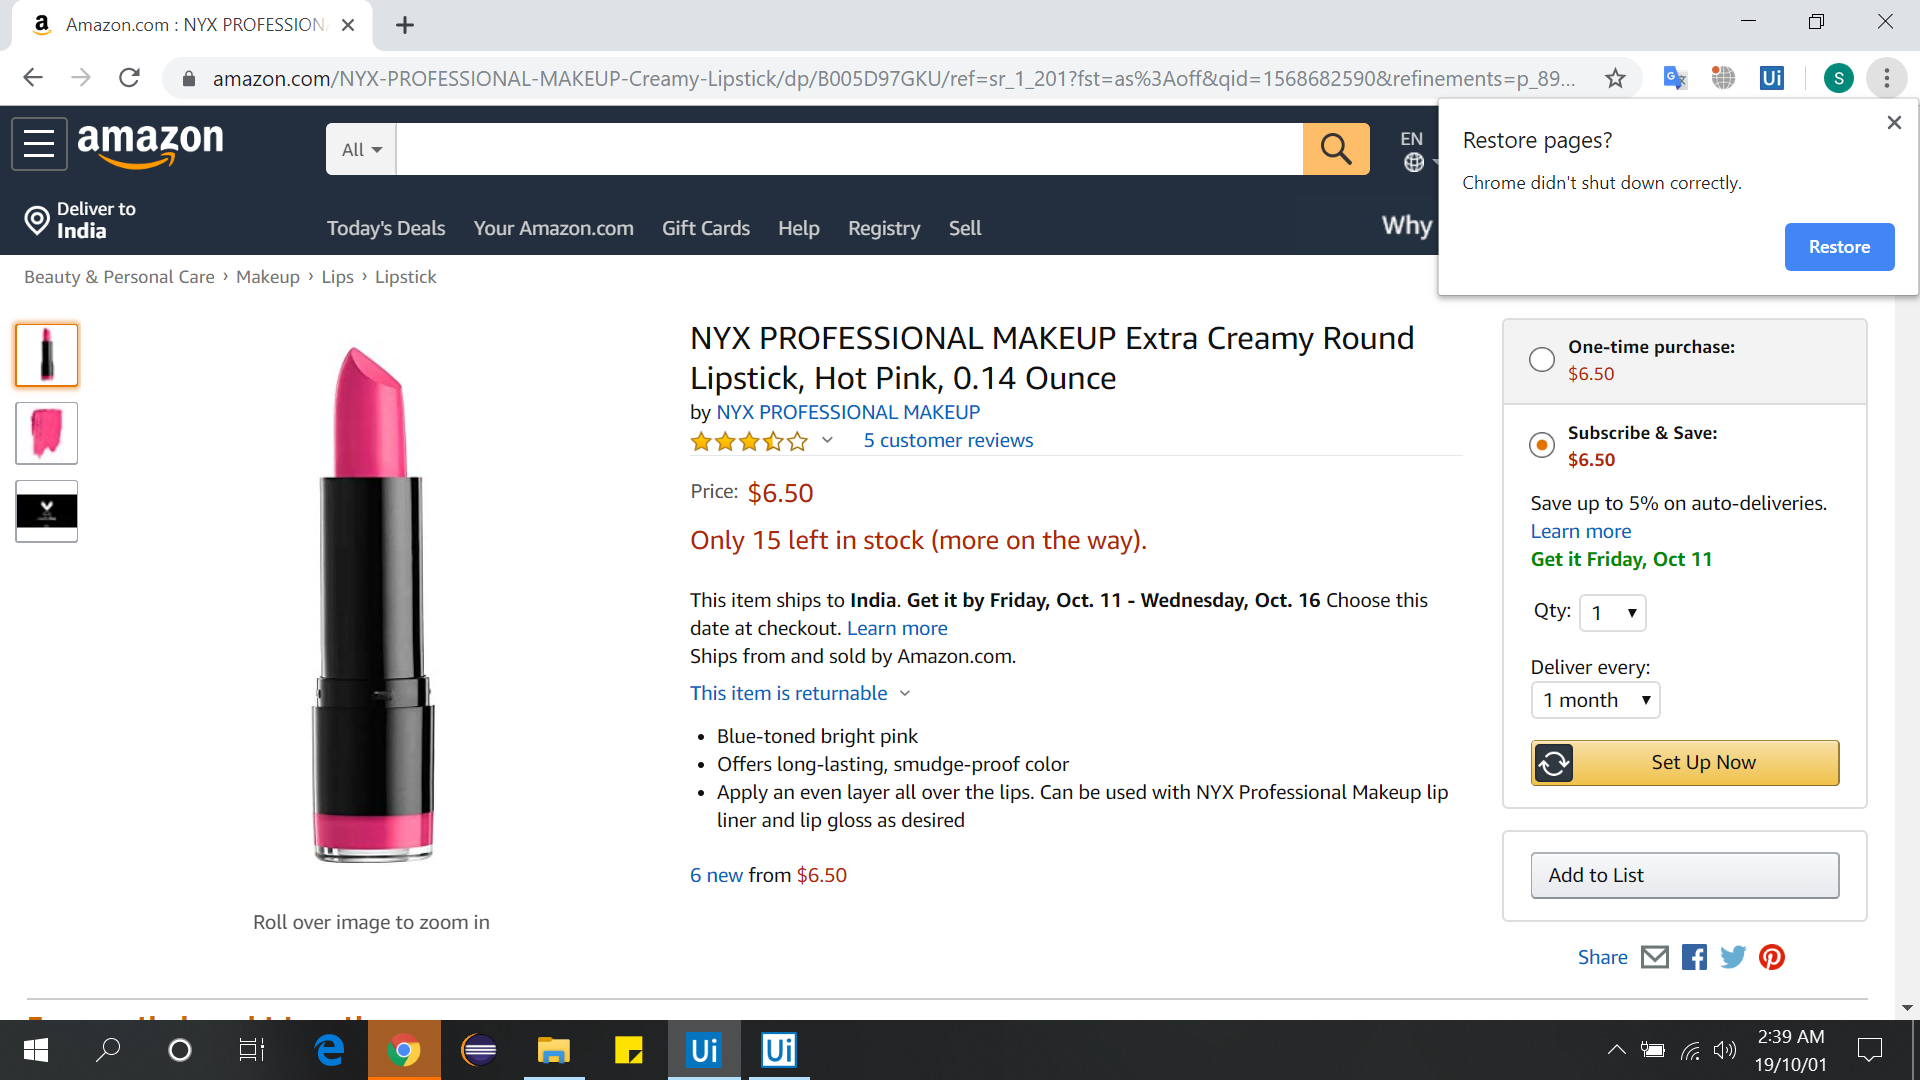 Amazon.com : NYX PROFESSION
amazon.com/NYX-PROFESSIONAL-MAKEUP-Creamy-Lipstick/dp/B005D97GKU/ref=sr_1_201?fst=as%3Aoff&qid=1568682590&refinements=p_89...
Ui
S
Restore pages?
Chrome didn't shut down correctly.
Restore
amazon
All
EN
Deliver to
India
Today's Deals Your Amazon.com Gift Cards Help Registry Sell
Why
Beauty & Personal Care › Makeup › Lips › Lipstick
NYX PROFESSIONAL MAKEUP Extra Creamy Round
Lipstick, Hot Pink, 0.14 Ounce
by NYX PROFESSIONAL MAKEUP
5 customer reviews
Price: $6.50
Only 15 left in stock (more on the way).
This item ships to India. Get it by Friday, Oct. 11 - Wednesday, Oct. 16 Choose this
date at checkout. Learn more
Ships from and sold by Amazon.com.
This item is returnable
• Blue-toned bright pink
• Offers long-lasting, smudge-proof color
• Apply an even layer all over the lips. Can be used with NYX Professional Makeup lip
liner and lip gloss as desired
6 new from $6.50
Roll over image to zoom in
One-time purchase:
$6.50
Subscribe & Save:
$6.50
Save up to 5% on auto-deliveries.
Learn more
Get it Friday, Oct 11
Qty: 1
Deliver every:
1 month
Set Up Now
Add to List
Share
Ui
Ui
2:39 AM
19/10/01